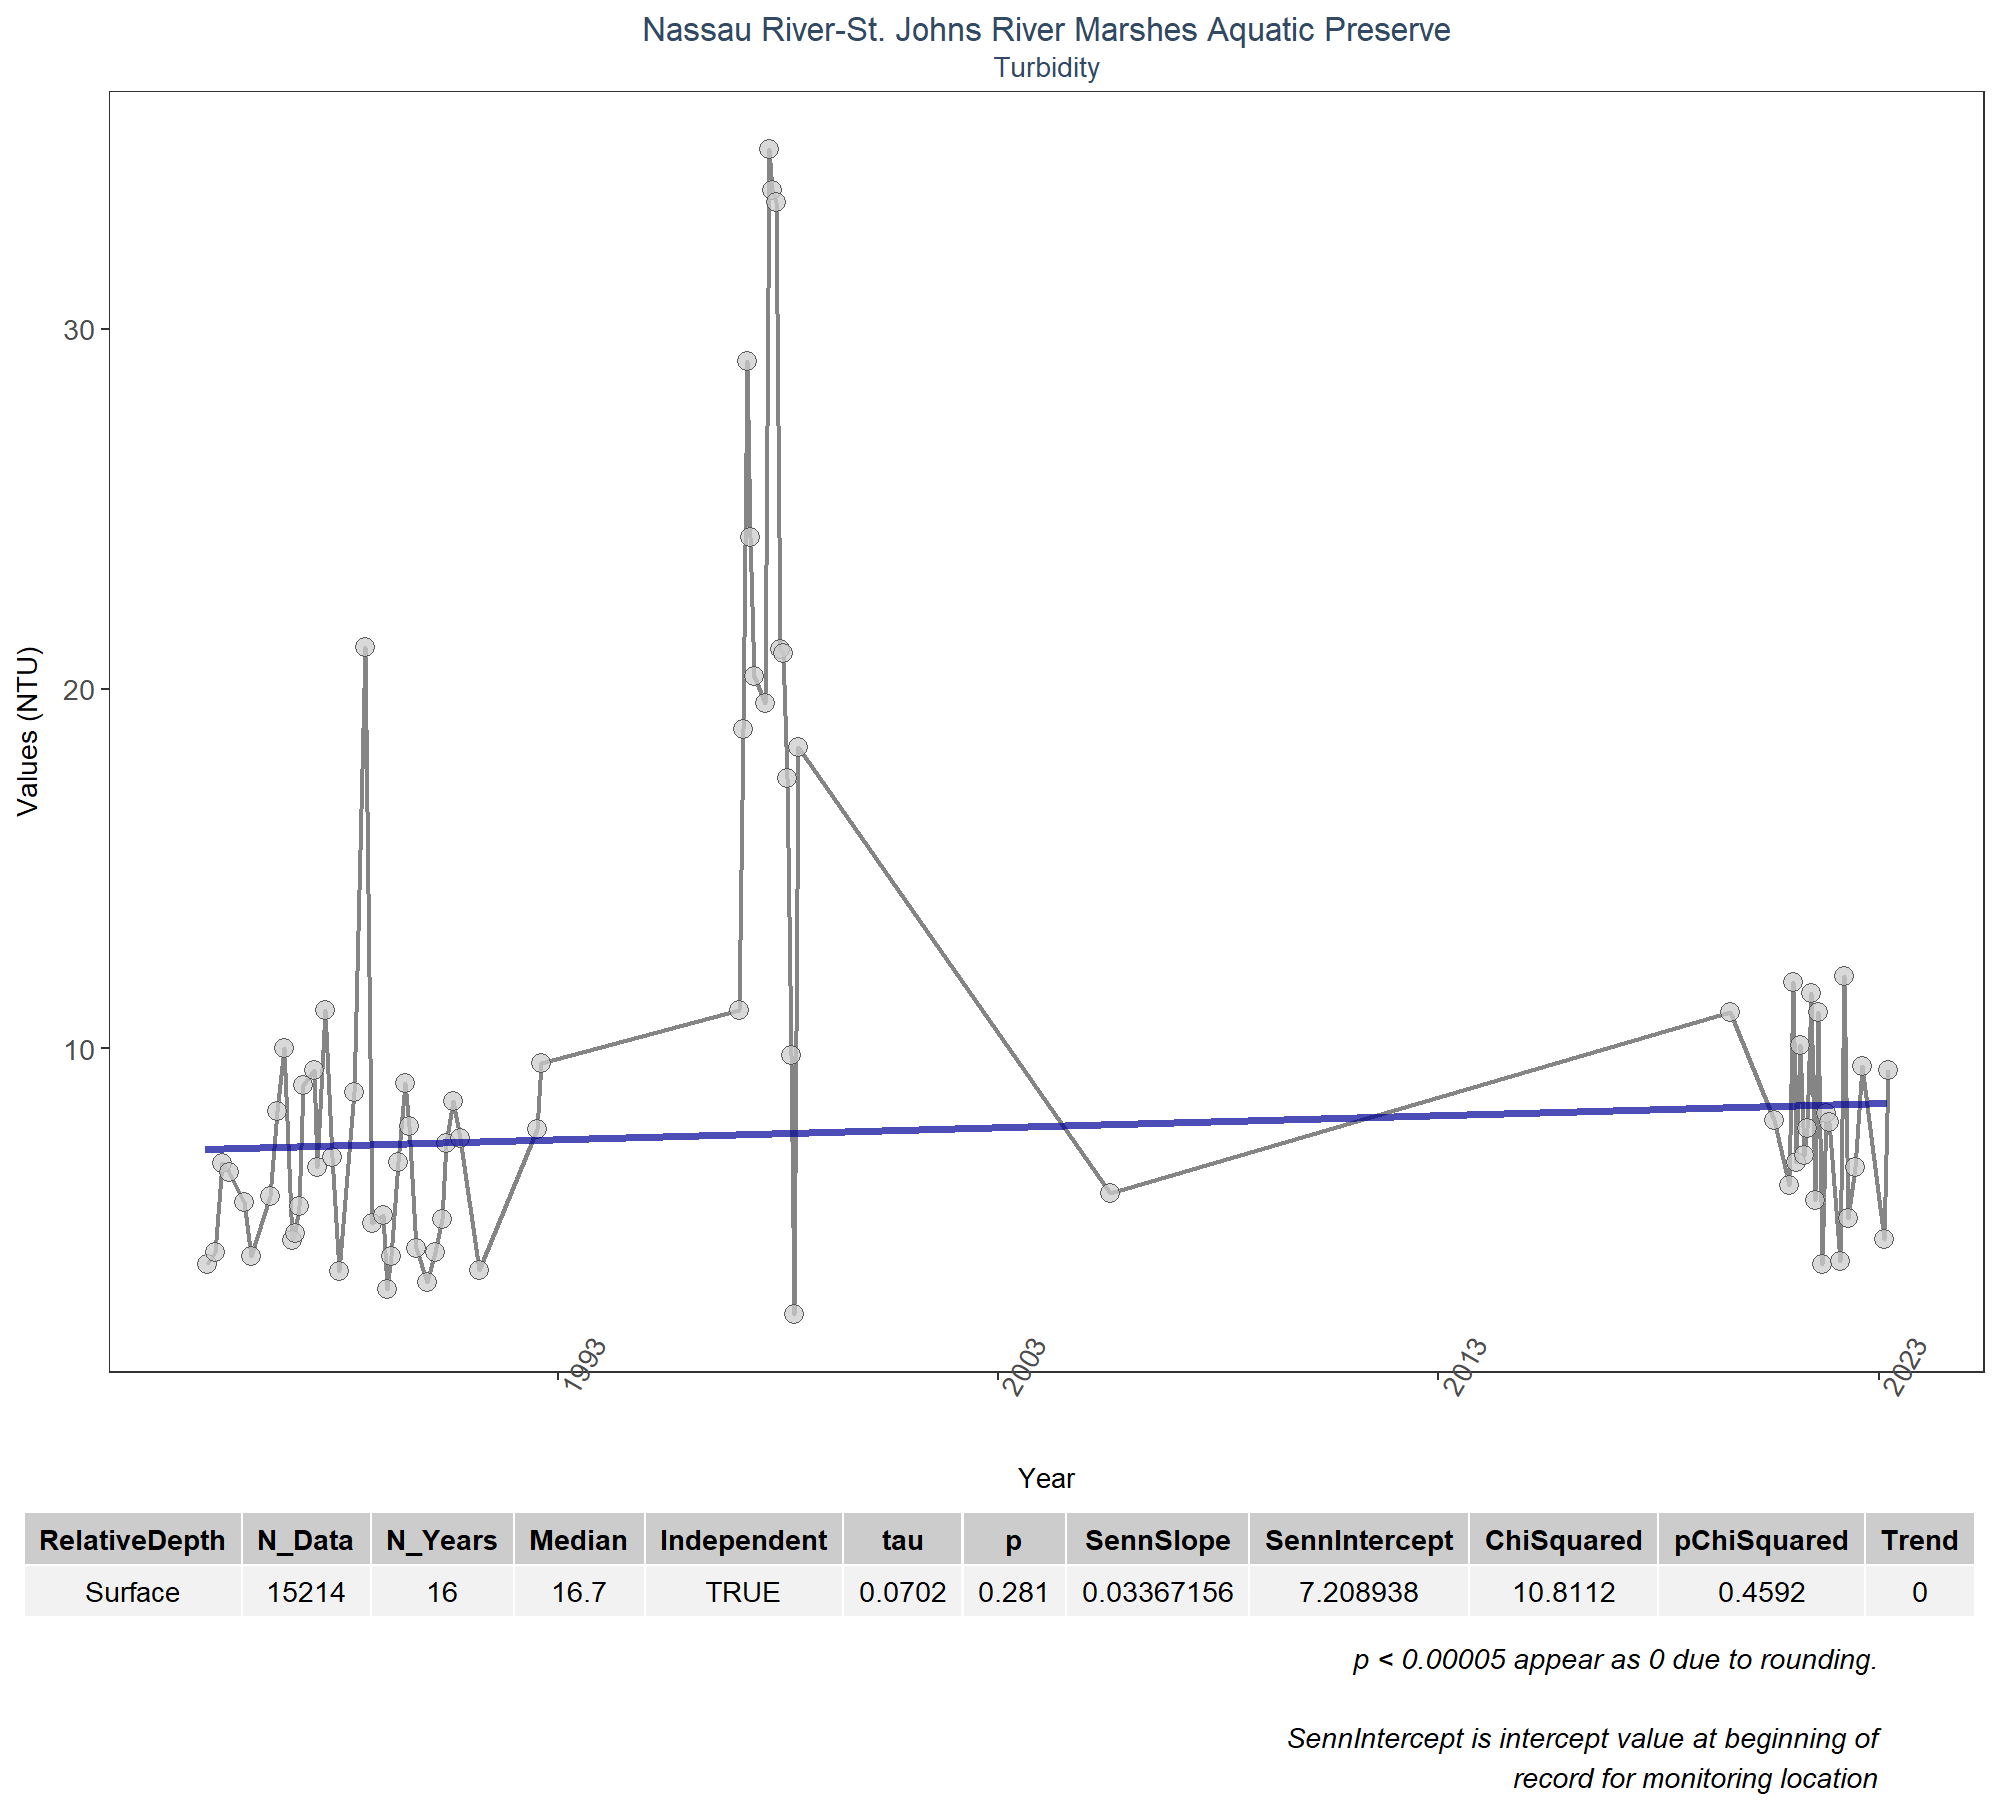 Nassau River-St. Johns River Marshes Aquatic Preserve
Turbidity
Values (NTU)
30
20
10
1993 2003 2013 2023
Year
RelativeDepth N_Data N_Years Median Independent tau p SennSlope SennIntercept ChiSquared pChiSquared Trend
Surface 15214 16 16.7 TRUE 0.0702 0.281 0.03367156 7.208938 10.8112 0.4592 0
p < 0.00005 appear as 0 due to rounding.
SennIntercept is intercept value at beginning of
record for monitoring location